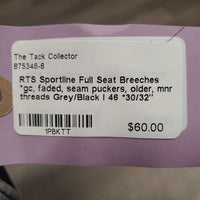 The Tack Collector
875346-8
RTS Sportline Full Seat Breeches
*gc, faded, seam puckers, older, mnr
threads Grey/Black I 46 *30/32"
1PBKTT
$60.00